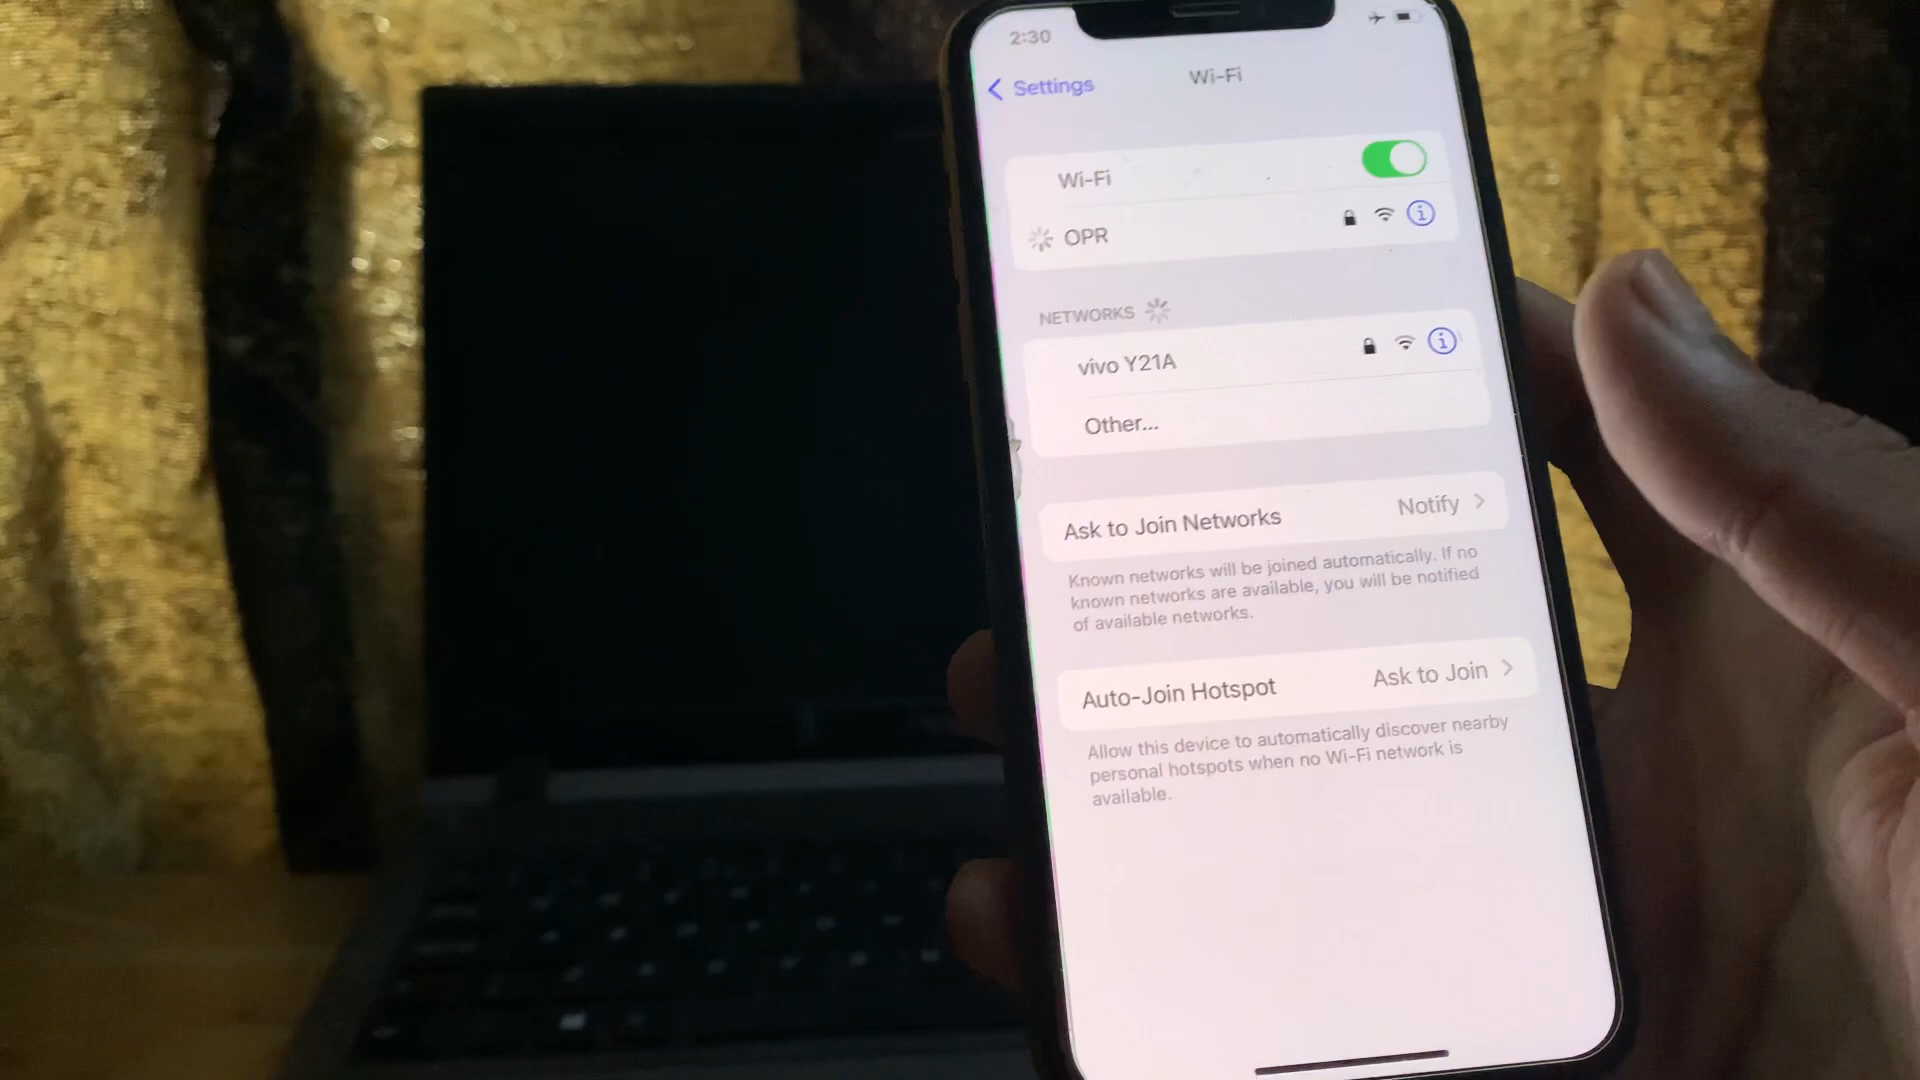 2:30
Settings
Wi-Fi
Wi-Fi
OPR
NETWORKS
vivo Y21A
Other...
Ask to Join Networks Notify
Known networks will be joined automatically. If no
known networks are available, you will be notified
of available networks.
Auto-Join Hotspot Ask to Join
Allow this device to automatically discover nearby
personal hotspots when no Wi-Fi network is
available.